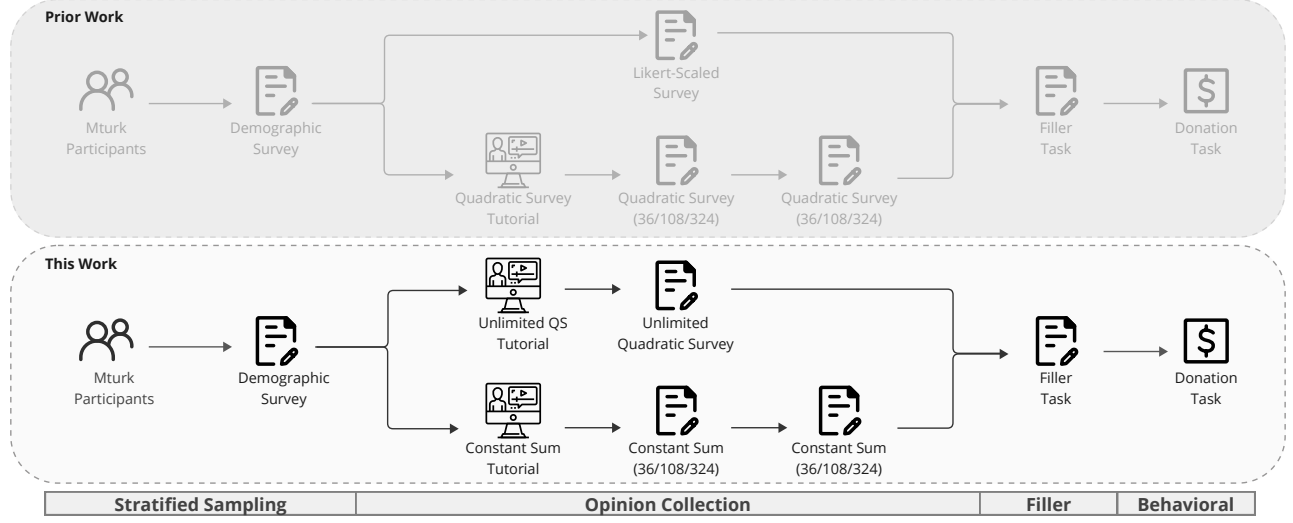 Prior Work
Mturk
Participants
Demographic
Survey
Likert-Scaled
Survey
Quadratic Survey
Tutorial
Quadratic Survey
(36/108/324)
Quadratic Survey
(36/108/324)
Filler
Task
Donation
Task
This Work
Mturk
Participants
Demographic
Survey
Unlimited QS
Tutorial
Unlimited
Quadratic Survey
Constant Sum
Tutorial
Constant Sum
(36/108/324)
Constant Sum
(36/108/324)
Filler
Task
Donation
Task
Stratified Sampling
Opinion Collection
Filler
Behavioral